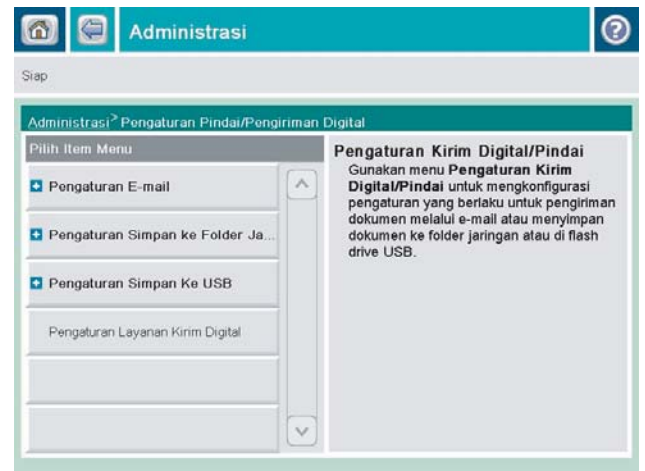 Administrasi
?
Siap
Administrasi> Pengaturan Pindai/Pengiriman Digital
Pilih Item Menu
Pengaturan E-mail
Pengaturan Simpan ke Folder Ja...
Pengaturan Simpan Ke USB
Pengaturan Layanan Kirim Digital
Pengaturan Kirim Digital/Pindai
Gunakan menu Pengaturan Kirim
Digital/Pindai untuk mengkonfigurasi
pengaturan yang berlaku untuk pengiriman
dokumen melalui e-mail atau menyimpan
dokumen ke folder jaringan atau di flash
drive USB.